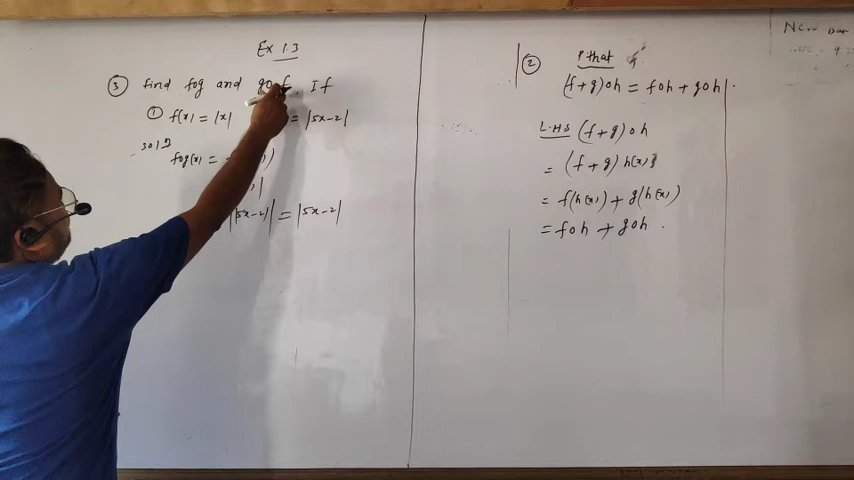 Ex 1.3
③ find fog and gof. If
① f(x) = |x|      = |5x-2|
soln
fog(x) =
|5x-2| = |5x-2|
② P that
(f+g)oh = foh + goh
L.H.S (f+g)oh
= (f+g) h(x)}
= f(h(x)) + g(h(x))
= foh + goh.
New